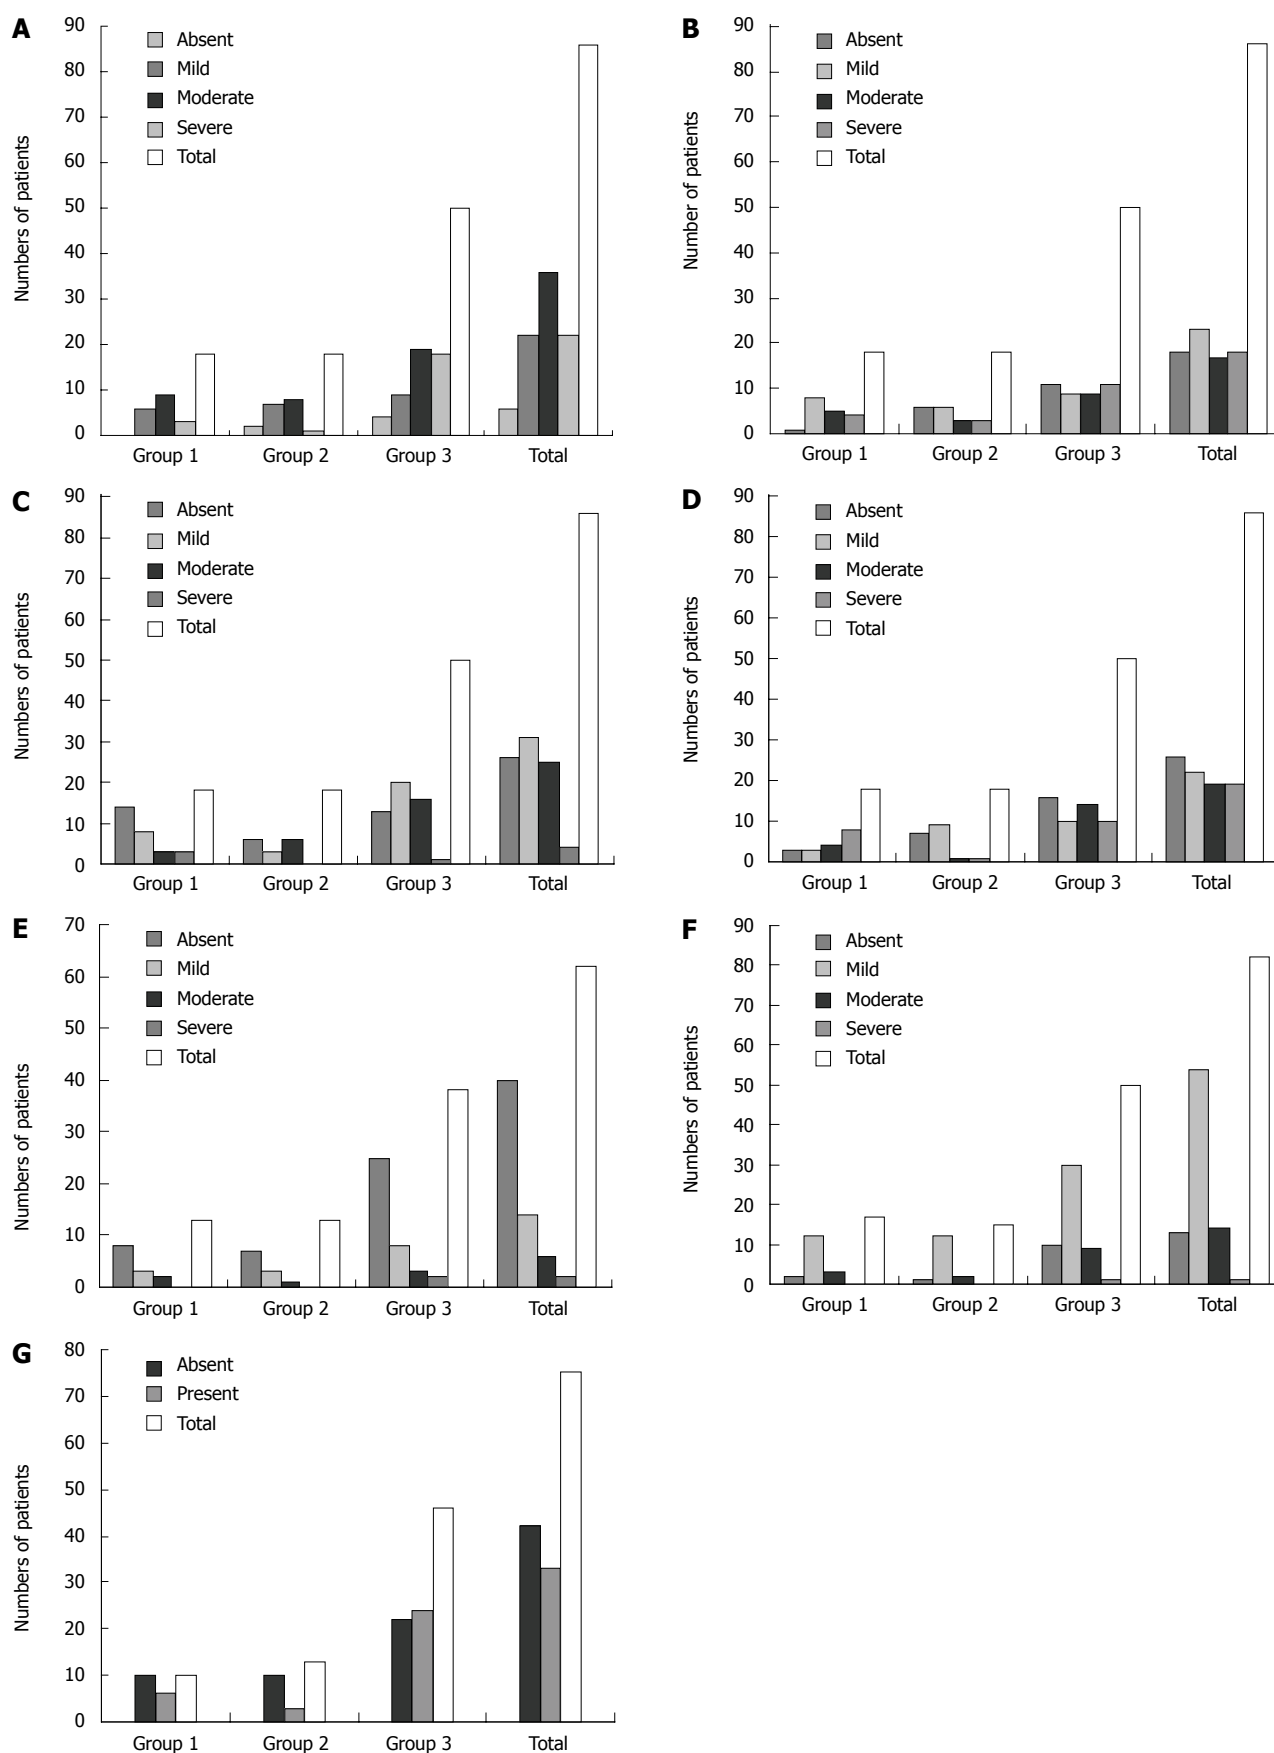 A
Numbers of patients
90
80
70
60
50
40
30
20
10
0
Absent
Mild
Moderate
Severe
Total
Group 1 Group 2 Group 3 Total
B
Number of patients
90
80
70
60
50
40
30
20
10
0
Absent
Mild
Moderate
Severe
Total
Group 1 Group 2 Group 3 Total
C
Numbers of patients
90
80
70
60
50
40
30
20
10
0
Absent
Mild
Moderate
Severe
Total
Group 1 Group 2 Group 3 Total
D
Numbers of patients
90
80
70
60
50
40
30
20
10
0
Absent
Mild
Moderate
Severe
Total
Group 1 Group 2 Group 3 Total
E
Numbers of patients
70
60
50
40
30
20
10
0
Absent
Mild
Moderate
Severe
Total
Group 1 Group 2 Group 3 Total
F
Numbers of patients
90
80
70
60
50
40
30
20
10
0
Absent
Mild
Moderate
Severe
Total
Group 1 Group 2 Group 3 Total
G
Numbers of patients
80
70
60
50
40
30
20
10
0
Absent
Present
Total
Group 1 Group 2 Group 3 Total